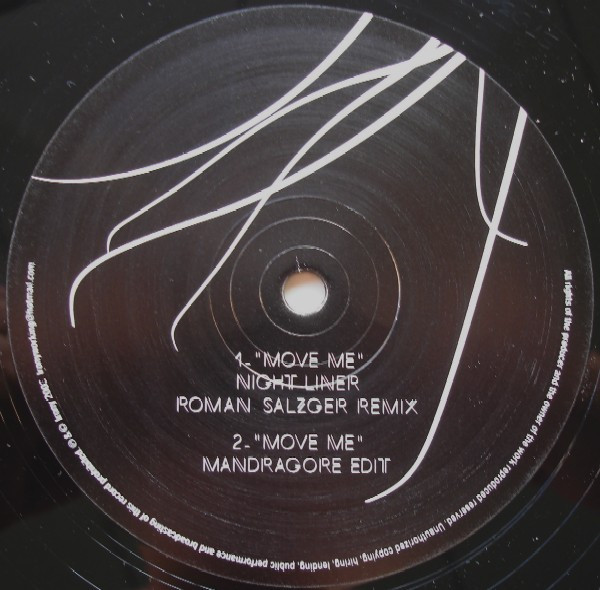 1-"MOVE ME"
NIGHT LINER
ROMAN SALZGER REMIX
2-"MOVE ME"
MANDRAGORE EDIT
All rights of the producer and the owner of the work reproduced reserved. Unauthorized copying, hiring, lending, public performance and broadcasting of this record prohibited ℗ & ©